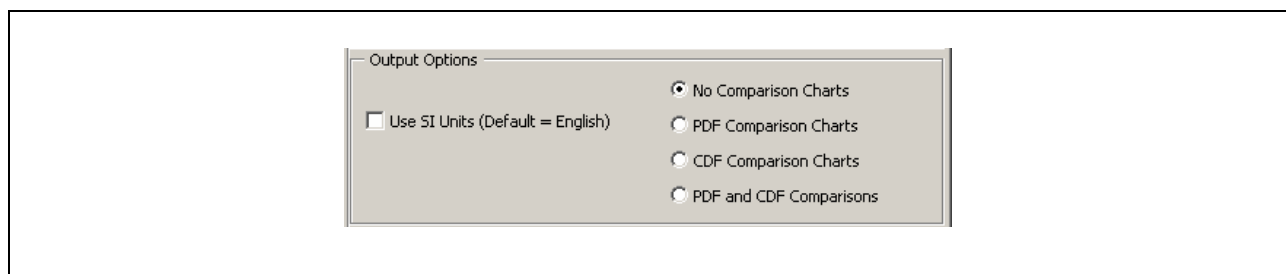 Output Options
Use SI Units (Default = English)
No Comparison Charts
PDF Comparison Charts
CDF Comparison Charts
PDF and CDF Comparisons